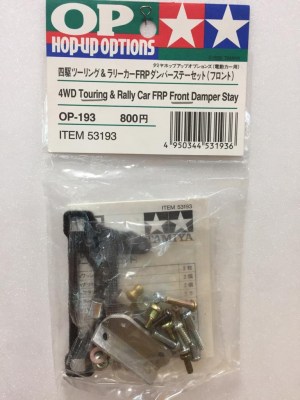 OP
HOP-UP OPTIONS
タミヤホップアップオプションズ(電動カー用)
四駆ツーリング&ラリーカーFRPダンパーステーセット(フロント)
4WD Touring & Rally Car FRP Front Damper Stay
OP-193 800円
ITEM 53193
4 950344 531936
ITEM 53193
TAMIYA